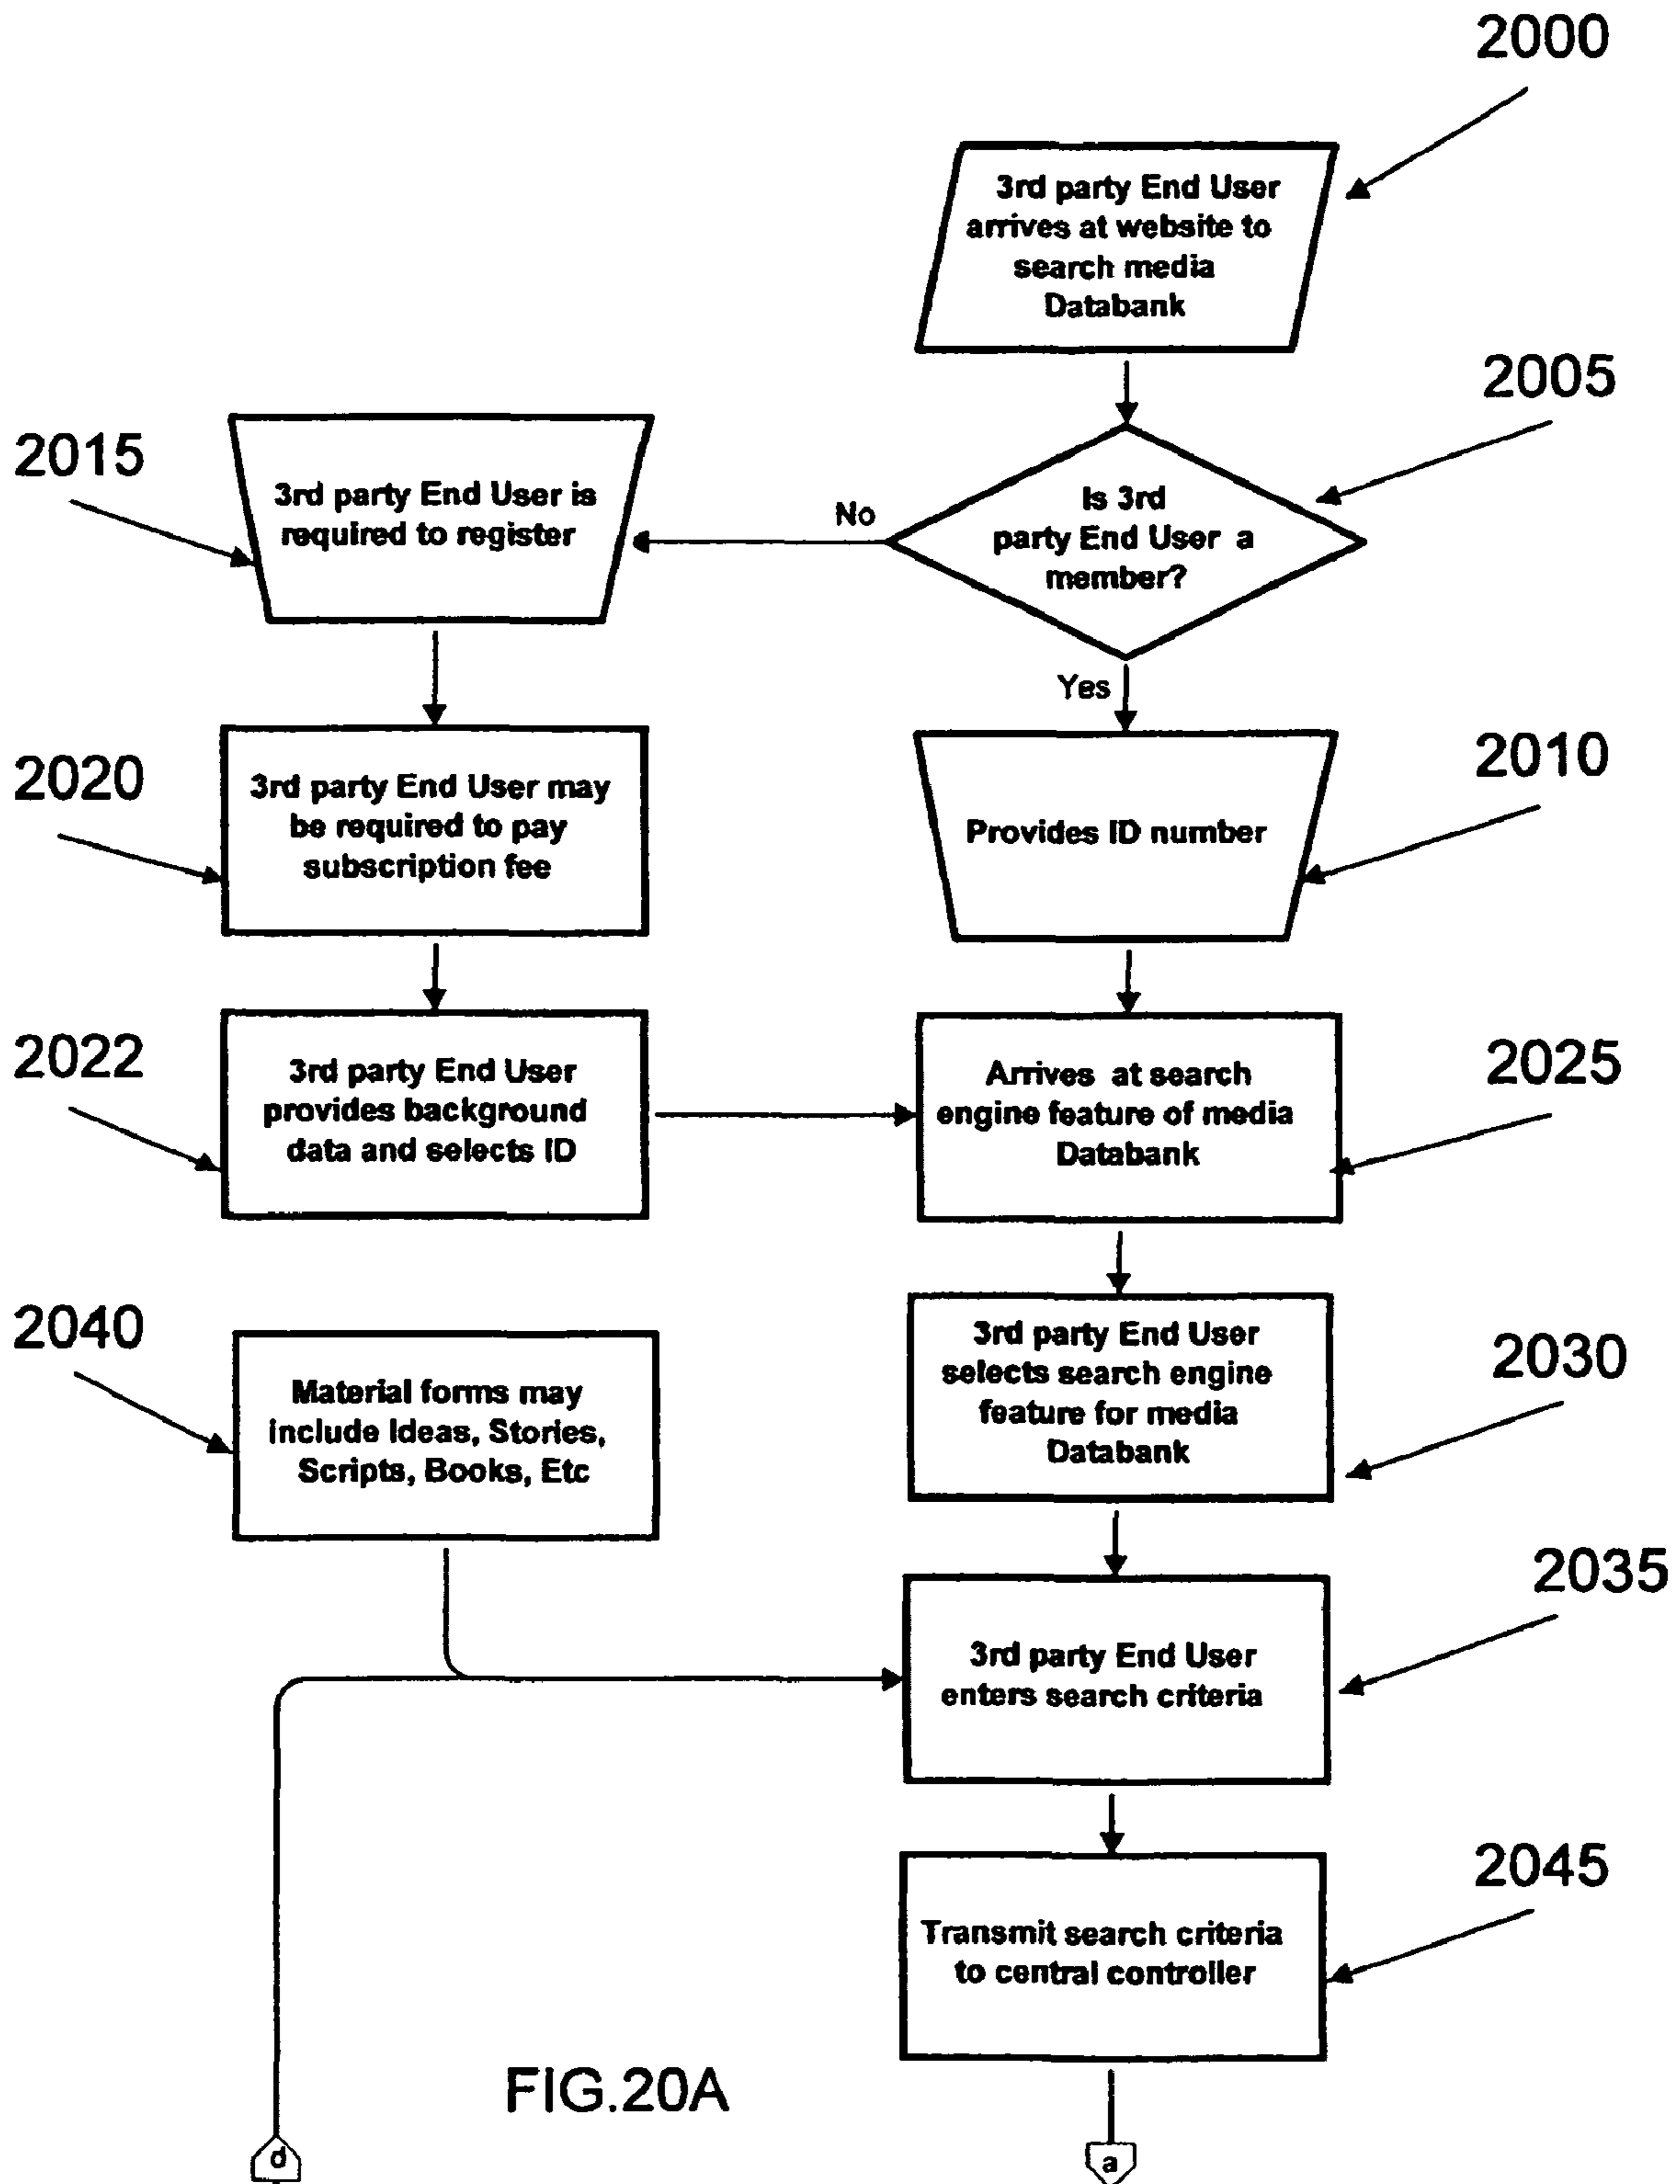 2000
3rd party End User
arrives at website to
search media
Databank
2005
Is 3rd
party End User a
member?
No
2015
3rd party End User is
required to register
Yes
2010
Provides ID number
2020
3rd party End User may
be required to pay
subscription fee
2022
3rd party End User
provides background
data and selects ID
2025
Arrives at search
engine feature of media
Databank
2030
3rd party End User
selects search engine
feature for media
Databank
2040
Material forms may
include Ideas, Stories,
Scripts, Books, Etc
2035
3rd party End User
enters search criteria
2045
Transmit search criteria
to central controller
FIG.20A
d
a